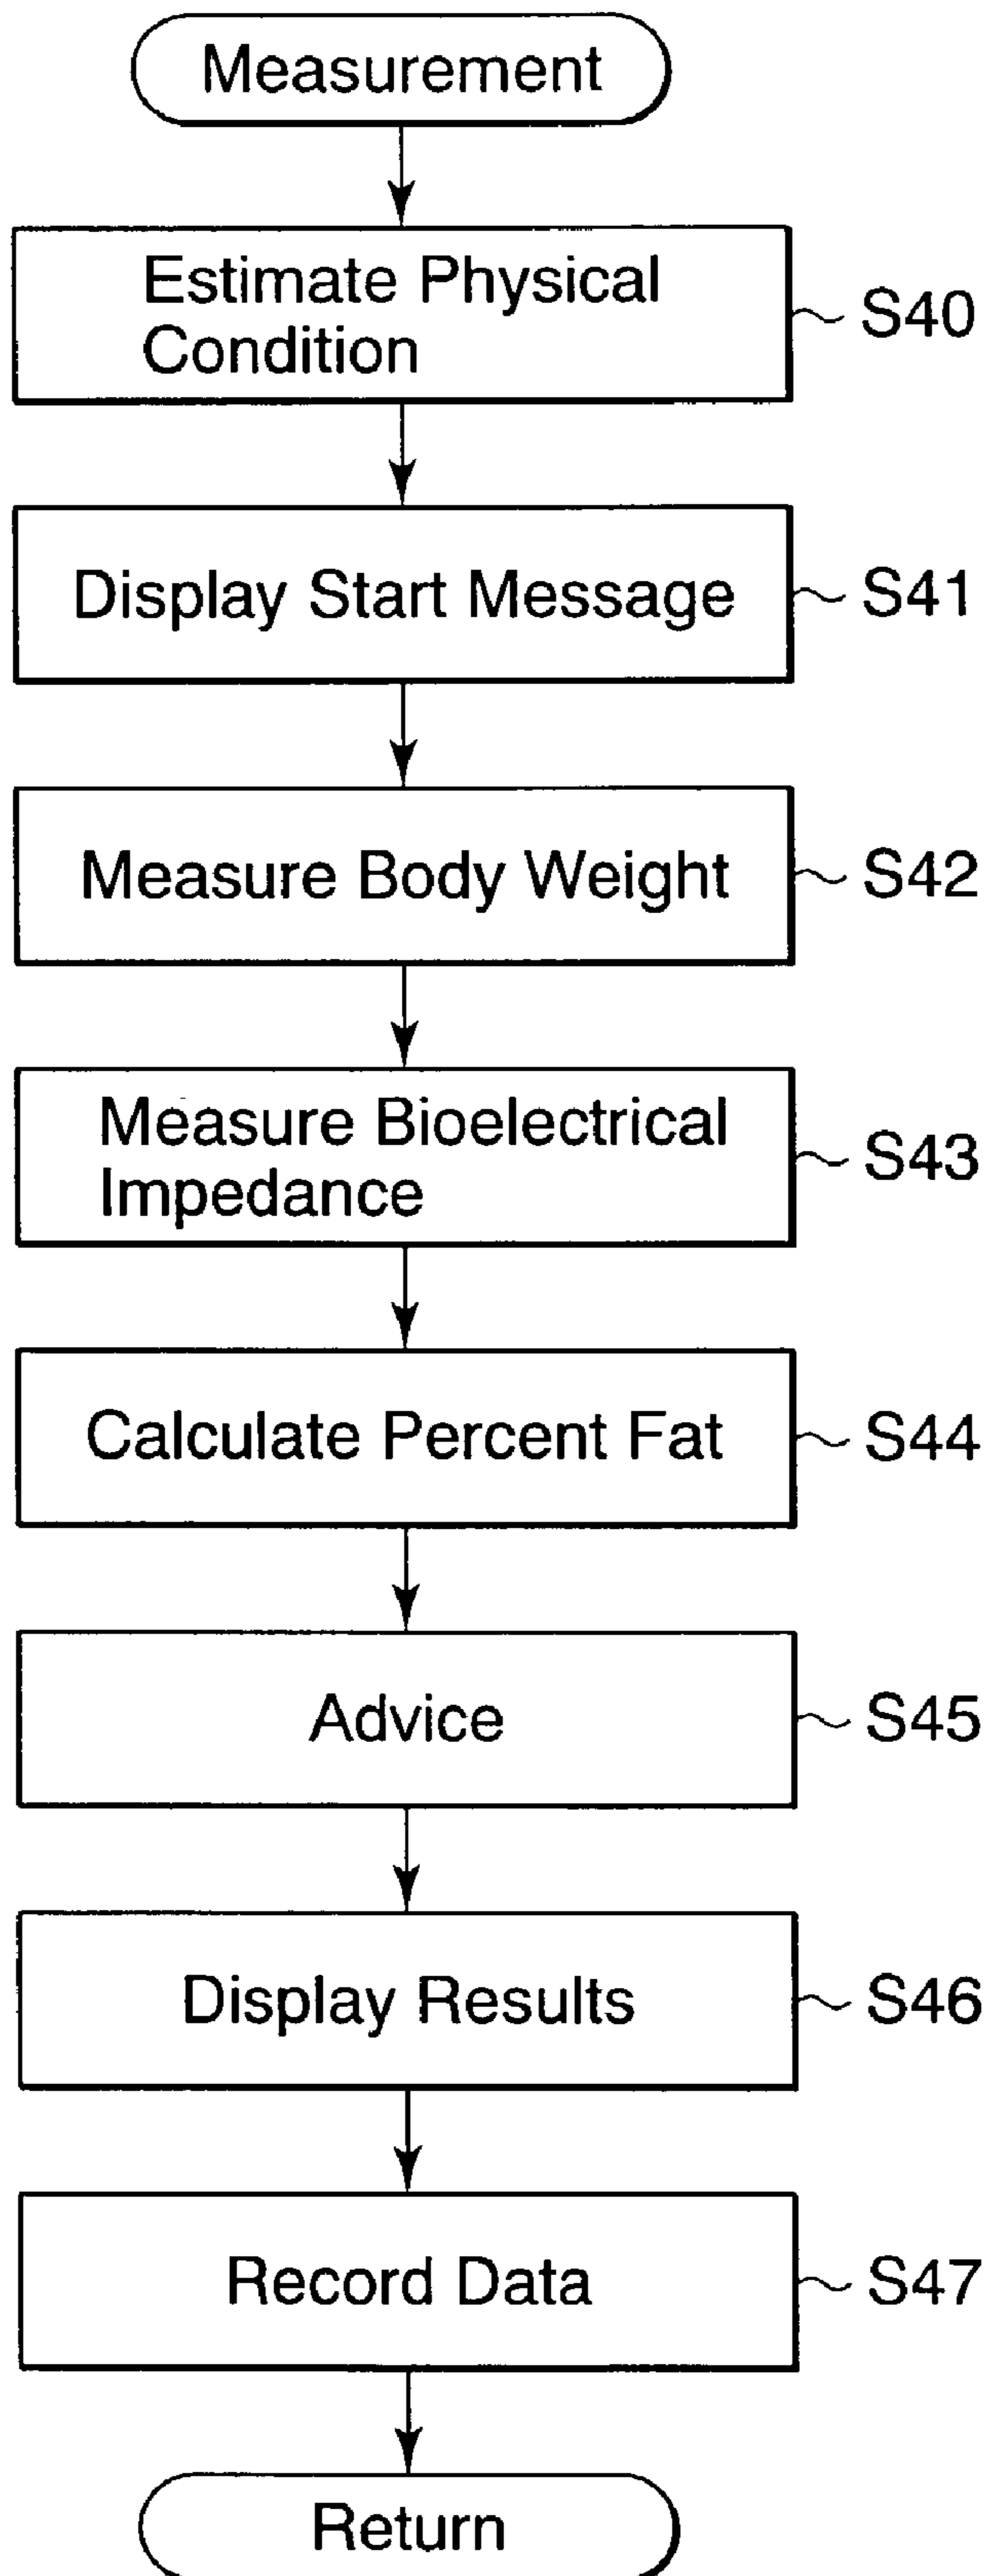 Measurement
Estimate Physical
Condition
S40
Display Start Message
S41
Measure Body Weight
S42
Measure Bioelectrical
Impedance
S43
Calculate Percent Fat
S44
Advice
S45
Display Results
S46
Record Data
S47
Return